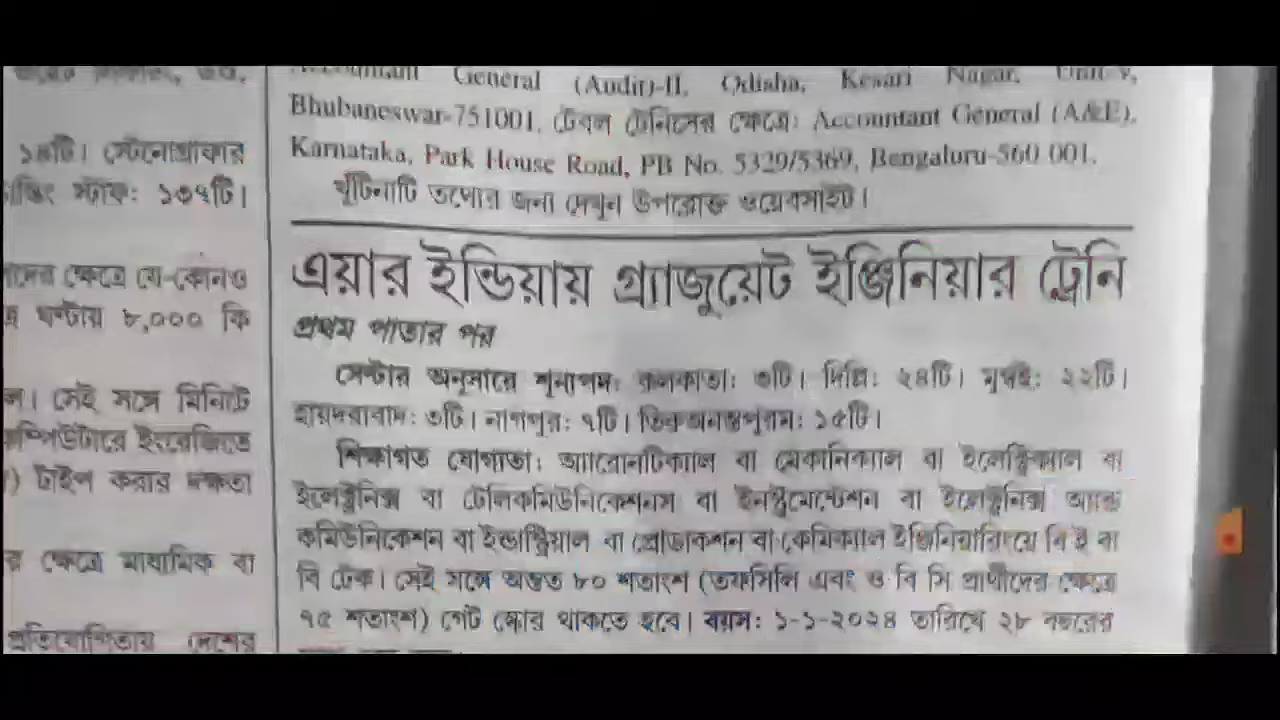 ১৪টি। স্টেনোগ্রাফার
স্টাফ: ১৩৭টি।
ক্ষেত্রে যে-কোনও
ঘণ্টায় ৮,০০০ কি
সেই সঙ্গে মিনিটে
কম্পিউটারে ইংরেজিতে
টাইপ করার দক্ষতা
র ক্ষেত্রে মাধ্যমিক বা
প্রতিযোগিতায় দেশের
Accountant General (Audit)-II, Odisha, Kesari Nagar, Unit-V,
Bhubaneswar-751001, টেবল টেনিসের ক্ষেত্রে: Accountant General (A&E),
Karnataka, Park House Road, PB No. 5329/5369, Bengaluru-560 001.
খুঁটিনাটি তথ্যের জন্য দেখুন উপরোক্ত ওয়েবসাইট।
এয়ার ইন্ডিয়ায় গ্র্যাজুয়েট ইঞ্জিনিয়ার ট্রেনি
প্রথম পাতার পর
সেন্টার অনুসারে শূন্যপদ: কলকাতা: ৩টি। দিল্লি: ২৪টি। মুম্বই: ২২টি।
হায়দরাবাদ: ৩টি। নাগপুর: ৭টি। তিরুঅনন্তপুরম: ১৫টি।
শিক্ষাগত যোগ্যতা: অ্যারোনটিক্যাল বা মেকানিক্যাল বা ইলেক্ট্রিক্যাল বা
ইলেক্ট্রনিক্স বা টেলিকমিউনিকেশনস বা ইনস্ট্রুমেন্টেশন বা ইলেক্ট্রনিক্স অ্যান্ড
কমিউনিকেশন বা ইন্ডাস্ট্রিয়াল বা প্রোডাকশন বা কেমিক্যাল ইঞ্জিনিয়ারিংয়ে বি ই বা
বি টেক। সেই সঙ্গে অন্তত ৮০ শতাংশ (তফসিলি এবং ও বি সি প্রার্থীদের ক্ষেত্রে
৭৫ শতাংশ) গেট স্কোর থাকতে হবে। বয়স: ১-১-২০২৪ তারিখে ২৮ বছরের